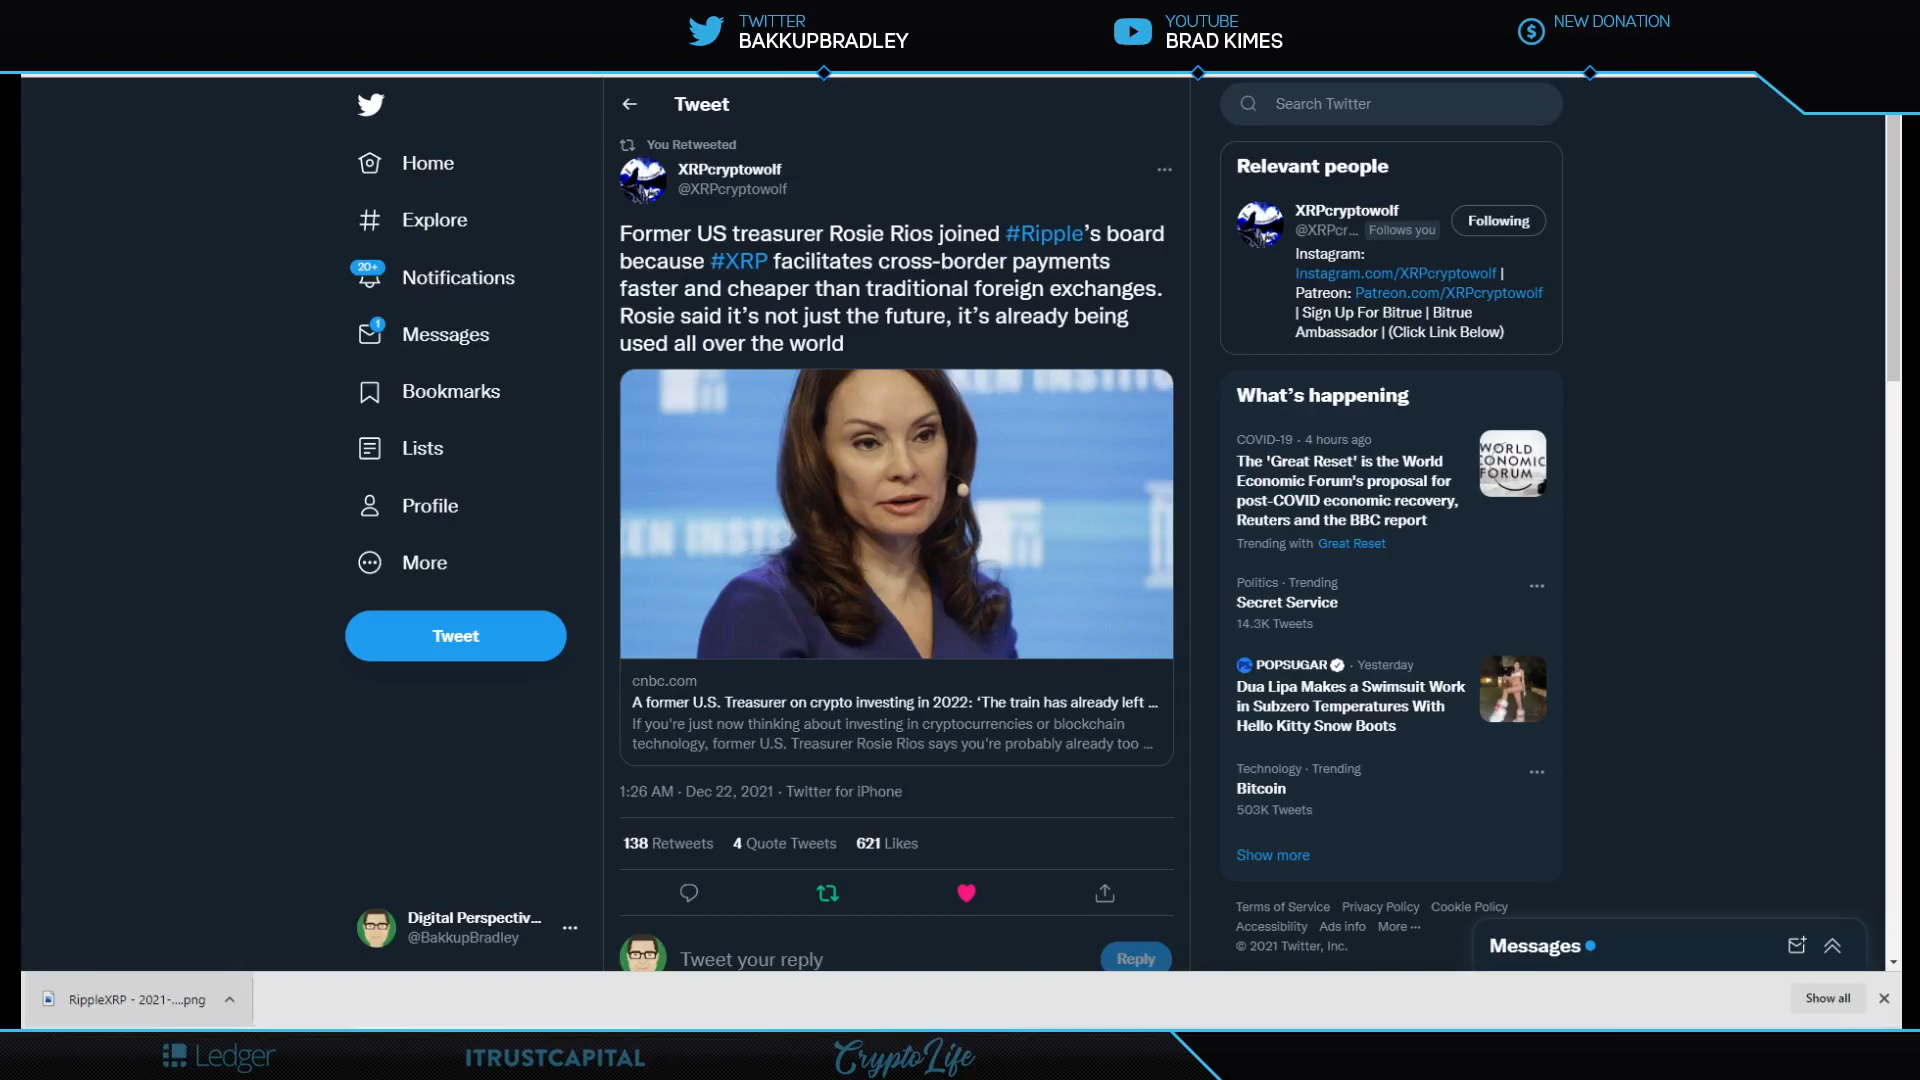 TWITTER
BAKKUPBRADLEY
YOUTUBE
BRAD KIMES
NEW DONATION
Home
Explore
20+
Notifications
1
Messages
Bookmarks
Lists
Profile
More
Tweet
Digital Perspectiv...
@BakkupBradley
Tweet
You Retweeted
XRPcryptowolf
@XRPcryptowolf
Former US treasurer Rosie Rios joined #Ripple’s board
because #XRP facilitates cross-border payments
faster and cheaper than traditional foreign exchanges.
Rosie said it’s not just the future, it’s already being
used all over the world
cnbc.com
A former U.S. Treasurer on crypto investing in 2022: ‘The train has already left ...
If you're just now thinking about investing in cryptocurrencies or blockchain
technology, former U.S. Treasurer Rosie Rios says you're probably already too ...
1:26 AM · Dec 22, 2021 · Twitter for iPhone
138 Retweets 4 Quote Tweets 621 Likes
Tweet your reply
Reply
Search Twitter
Relevant people
XRPcryptowolf
@XRPcr... Follows you
Following
Instagram:
Instagram.com/XRPcryptowolf |
Patreon: Patreon.com/XRPcryptowolf
| Sign Up For Bitrue | Bitrue
Ambassador | (Click Link Below)
What’s happening
COVID-19 · 4 hours ago
The 'Great Reset' is the World
Economic Forum's proposal for
post-COVID economic recovery,
Reuters and the BBC report
Trending with Great Reset
WORLD
ECONOMIC
FORUM
Politics · Trending
Secret Service
14.3K Tweets
POPSUGAR · Yesterday
Dua Lipa Makes a Swimsuit Work
in Subzero Temperatures With
Hello Kitty Snow Boots
Technology · Trending
Bitcoin
503K Tweets
Show more
Terms of Service Privacy Policy Cookie Policy
Accessibility Ads info More ···
© 2021 Twitter, Inc.
Messages
RippleXRP - 2021-....png
Show all
Ledger
ITRUSTCAPITAL
CryptoLife